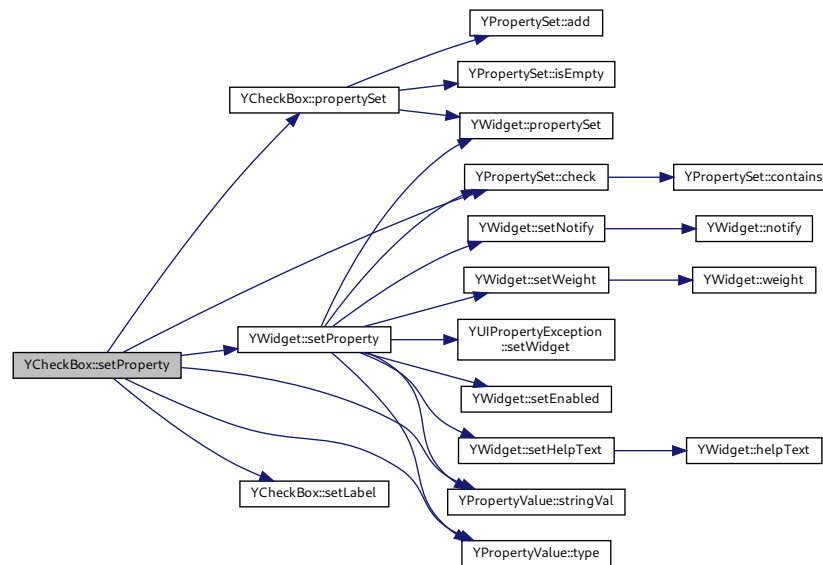 YPropertySet::add
YPropertySet::isEmpty
YCheckBox::propertySet
YWidget::propertySet
YPropertySet::check
YPropertySet::contains
YWidget::setNotify
YWidget::notify
YWidget::setWeight
YWidget::weight
YWidget::setProperty
YUIPropertyException
::setWidget
YCheckBox::setProperty
YWidget::setEnabled
YWidget::setHelpText
YWidget::helpText
YCheckBox::setLabel
YPropertyValue::stringVal
YPropertyValue::type